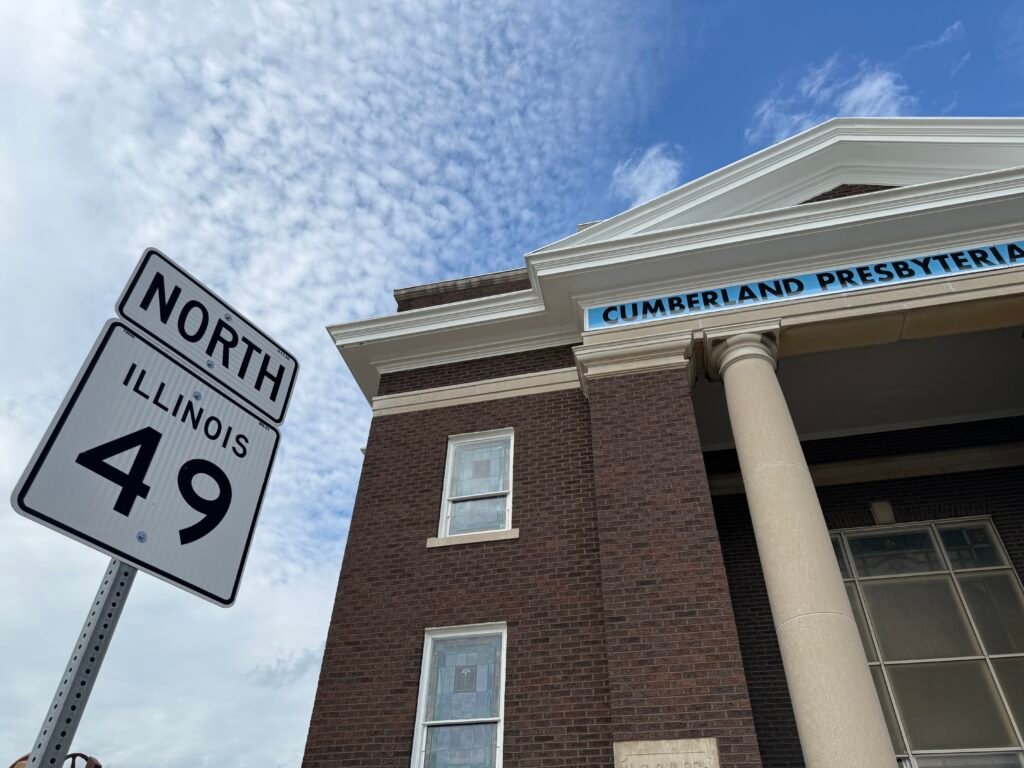 NORTH
ILLINOIS
49
CUMBERLAND PRESBYTERIA